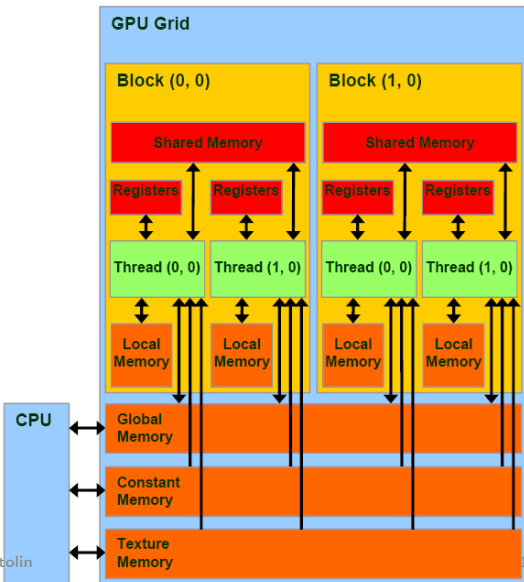 GPU Grid
Block (0, 0)
Block (1, 0)
Shared Memory
Shared Memory
Registers
Registers
Registers
Registers
Thread (0, 0)
Thread (1, 0)
Thread (0, 0)
Thread (1, 0)
Local
Memory
Local
Memory
Local
Memory
Local
Memory
CPU
Global
Memory
Constant
Memory
Texture
Memory
tolin